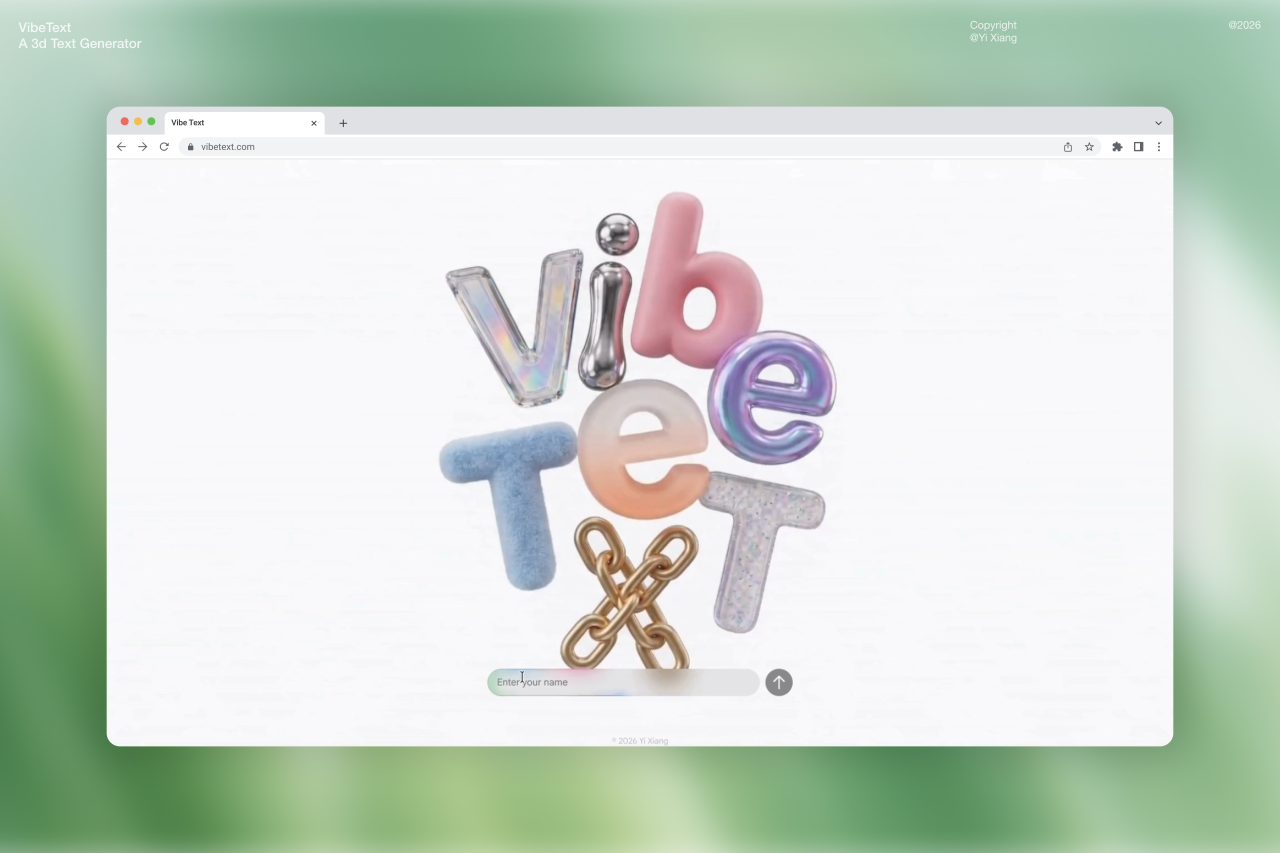 VibeText
A 3d Text Generator
Copyright
@Yi Xiang
@2026
Vibe Text
vibetext.com
Vibe
TeXT
Enter your name
© 2026 Yi Xiang